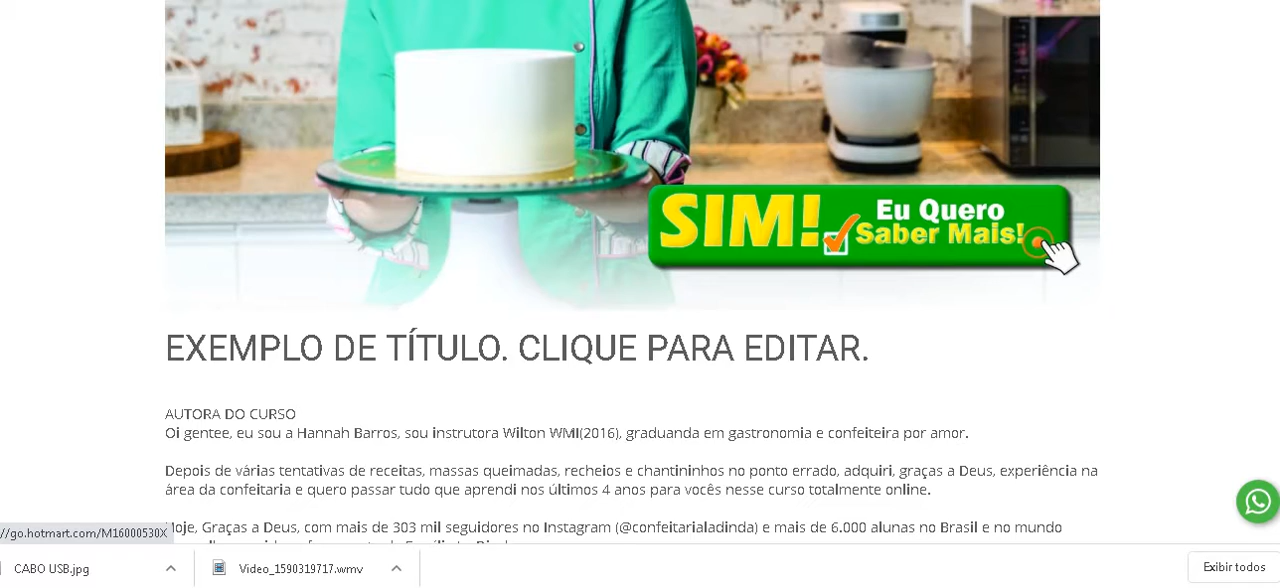 SIM! Eu Quero
Saber Mais!
EXEMPLO DE TÍTULO. CLIQUE PARA EDITAR.
AUTORA DO CURSO
Oi gentee, eu sou a Hannah Barros, sou instrutora Wilton WMI(2016), graduanda em gastronomia e confeiteira por amor.
Depois de várias tentativas de receitas, massas queimadas, recheios e chantininhos no ponto errado, adquiri, graças a Deus, experiência na
área da confeitaria e quero passar tudo que aprendi nos últimos 4 anos para vocês nesse curso totalmente online.
Hoje, Graças a Deus, com mais de 303 mil seguidores no Instagram (@confeitarialadinda) e mais de 6.000 alunas no Brasil e no mundo
//go.hotmart.com/M16000530X
CABO USB.jpg
Video_1590319717.wmv
Exibir todos